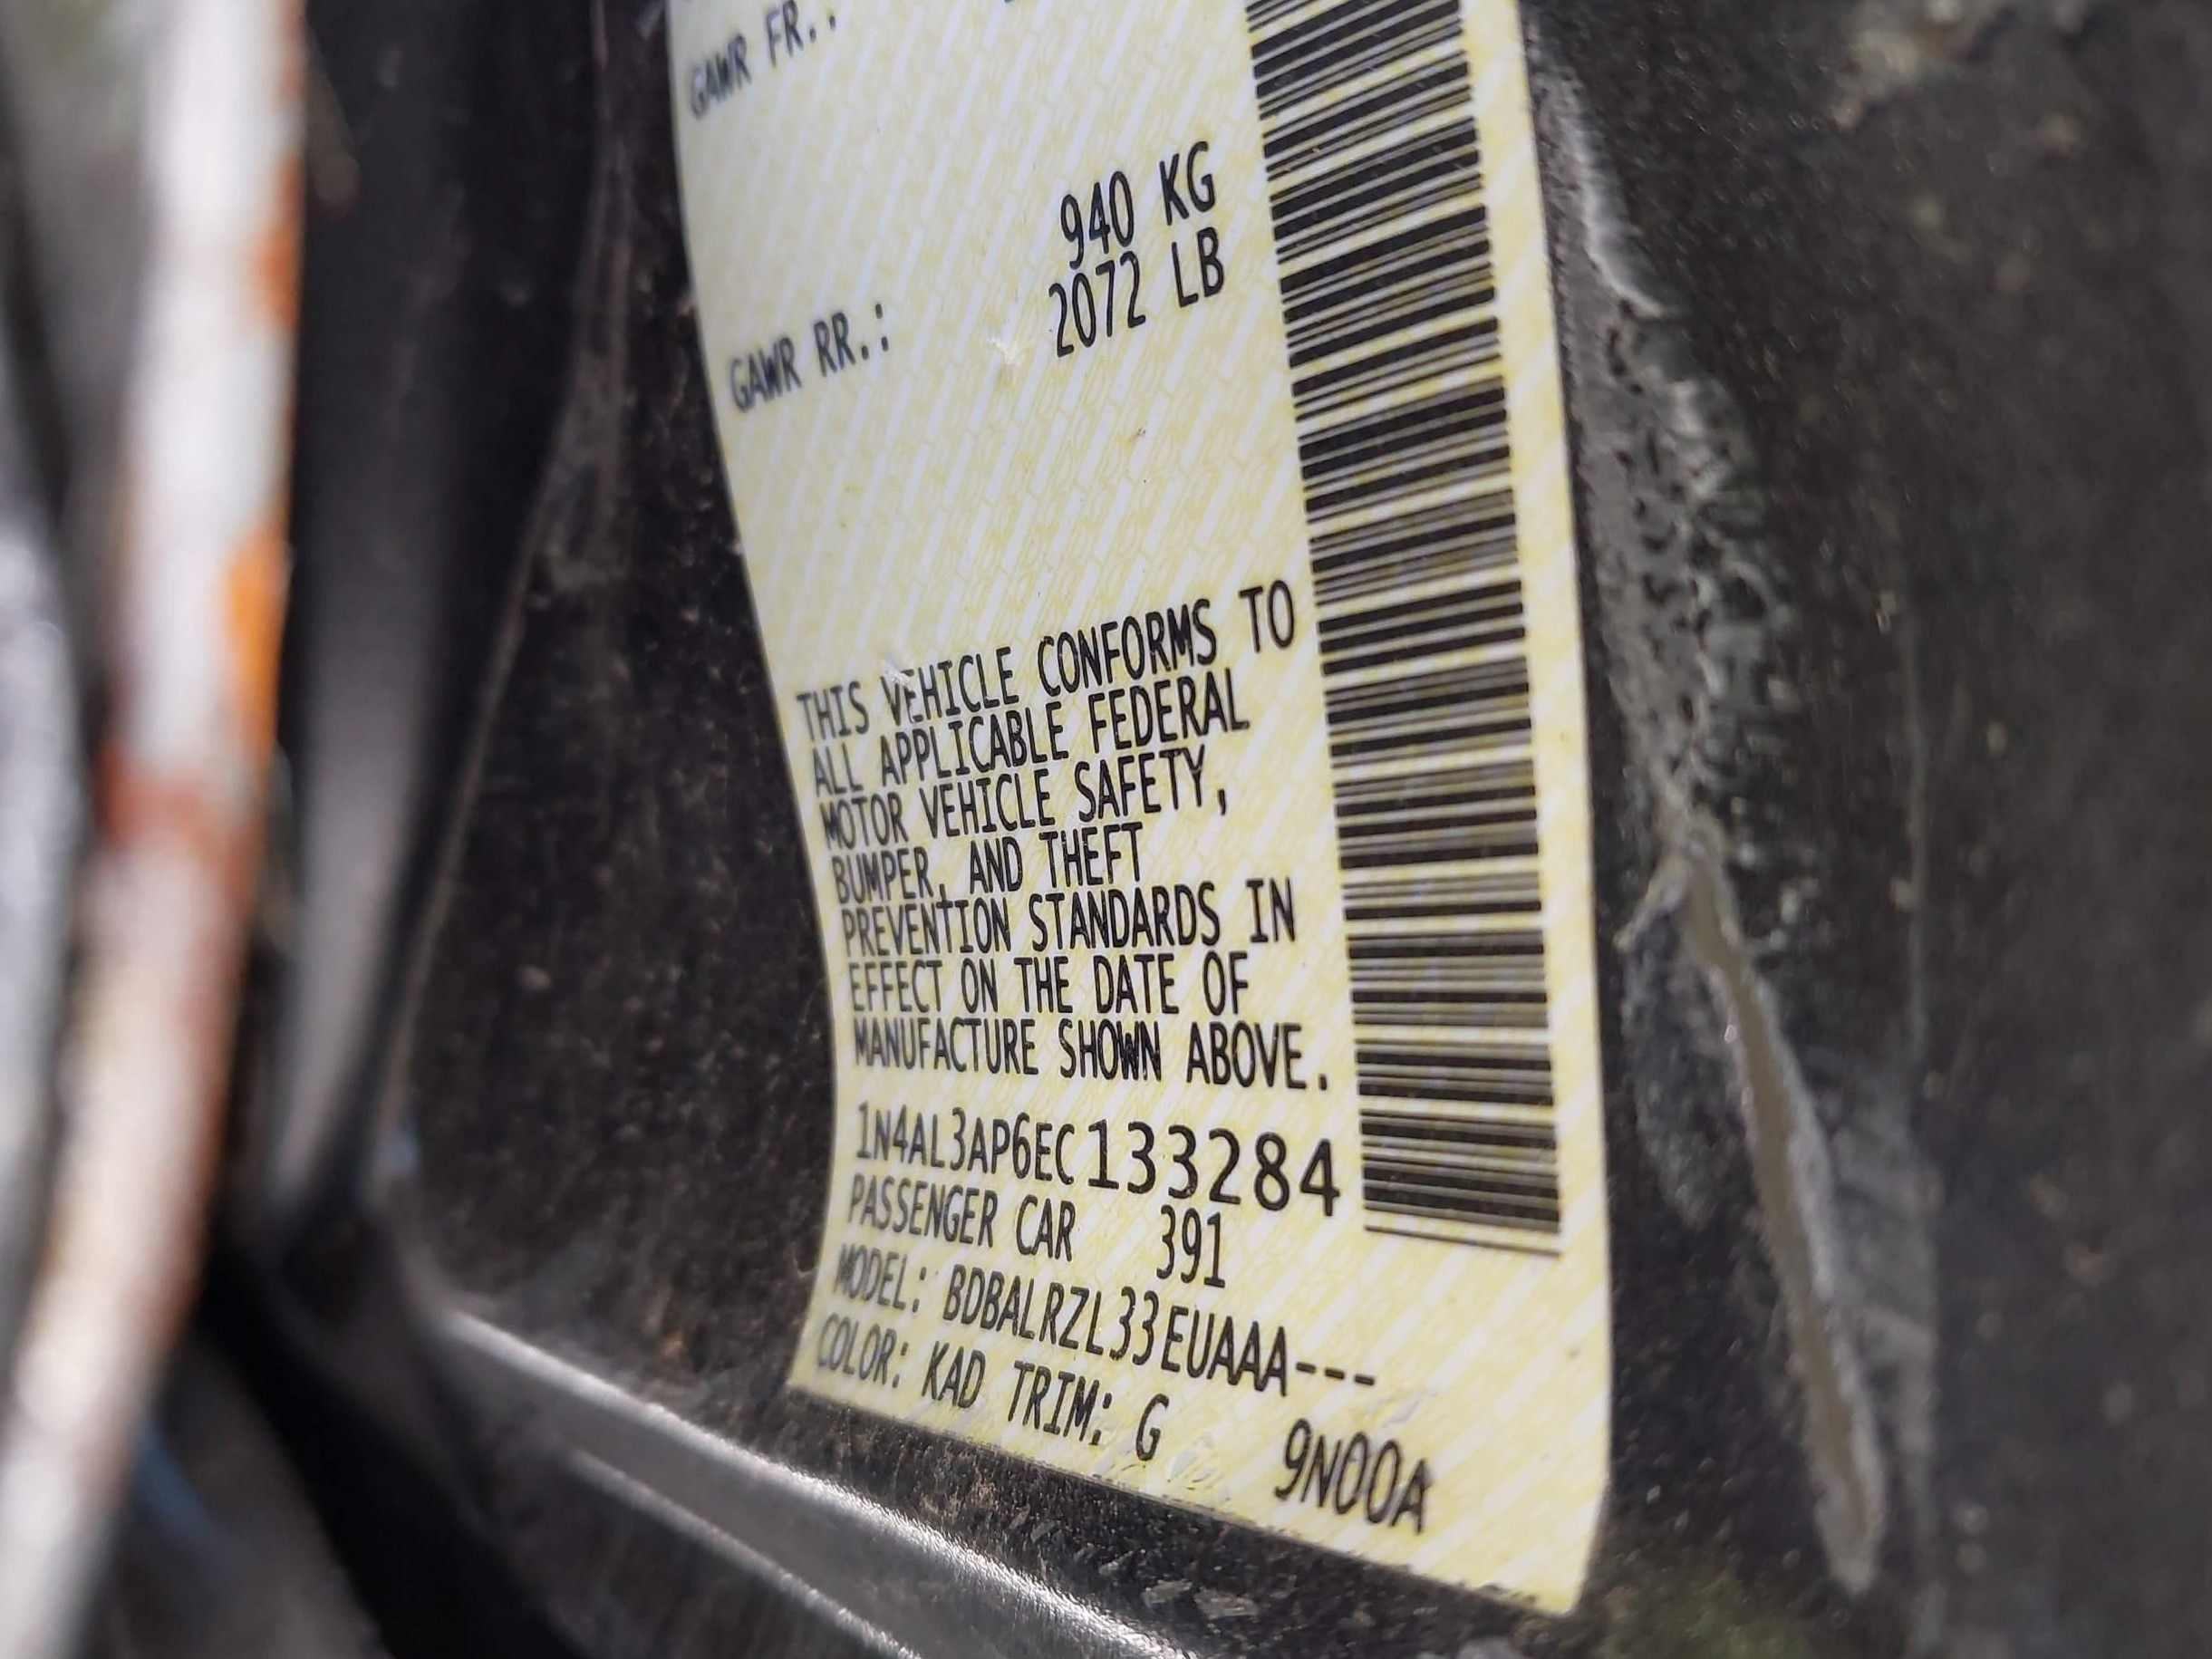 GAWR FR.:
940 KG
GAWR RR.: 2072 LB
THIS VEHICLE CONFORMS TO
ALL APPLICABLE FEDERAL
MOTOR VEHICLE SAFETY,
BUMPER, AND THEFT
PREVENTION STANDARDS IN
EFFECT ON THE DATE OF
MANUFACTURE SHOWN ABOVE.
1N4AL3AP6EC133284
PASSENGER CAR 391
MODEL: BDBALRZL33EUAAA---
COLOR: KAD TRIM: G 9N00A